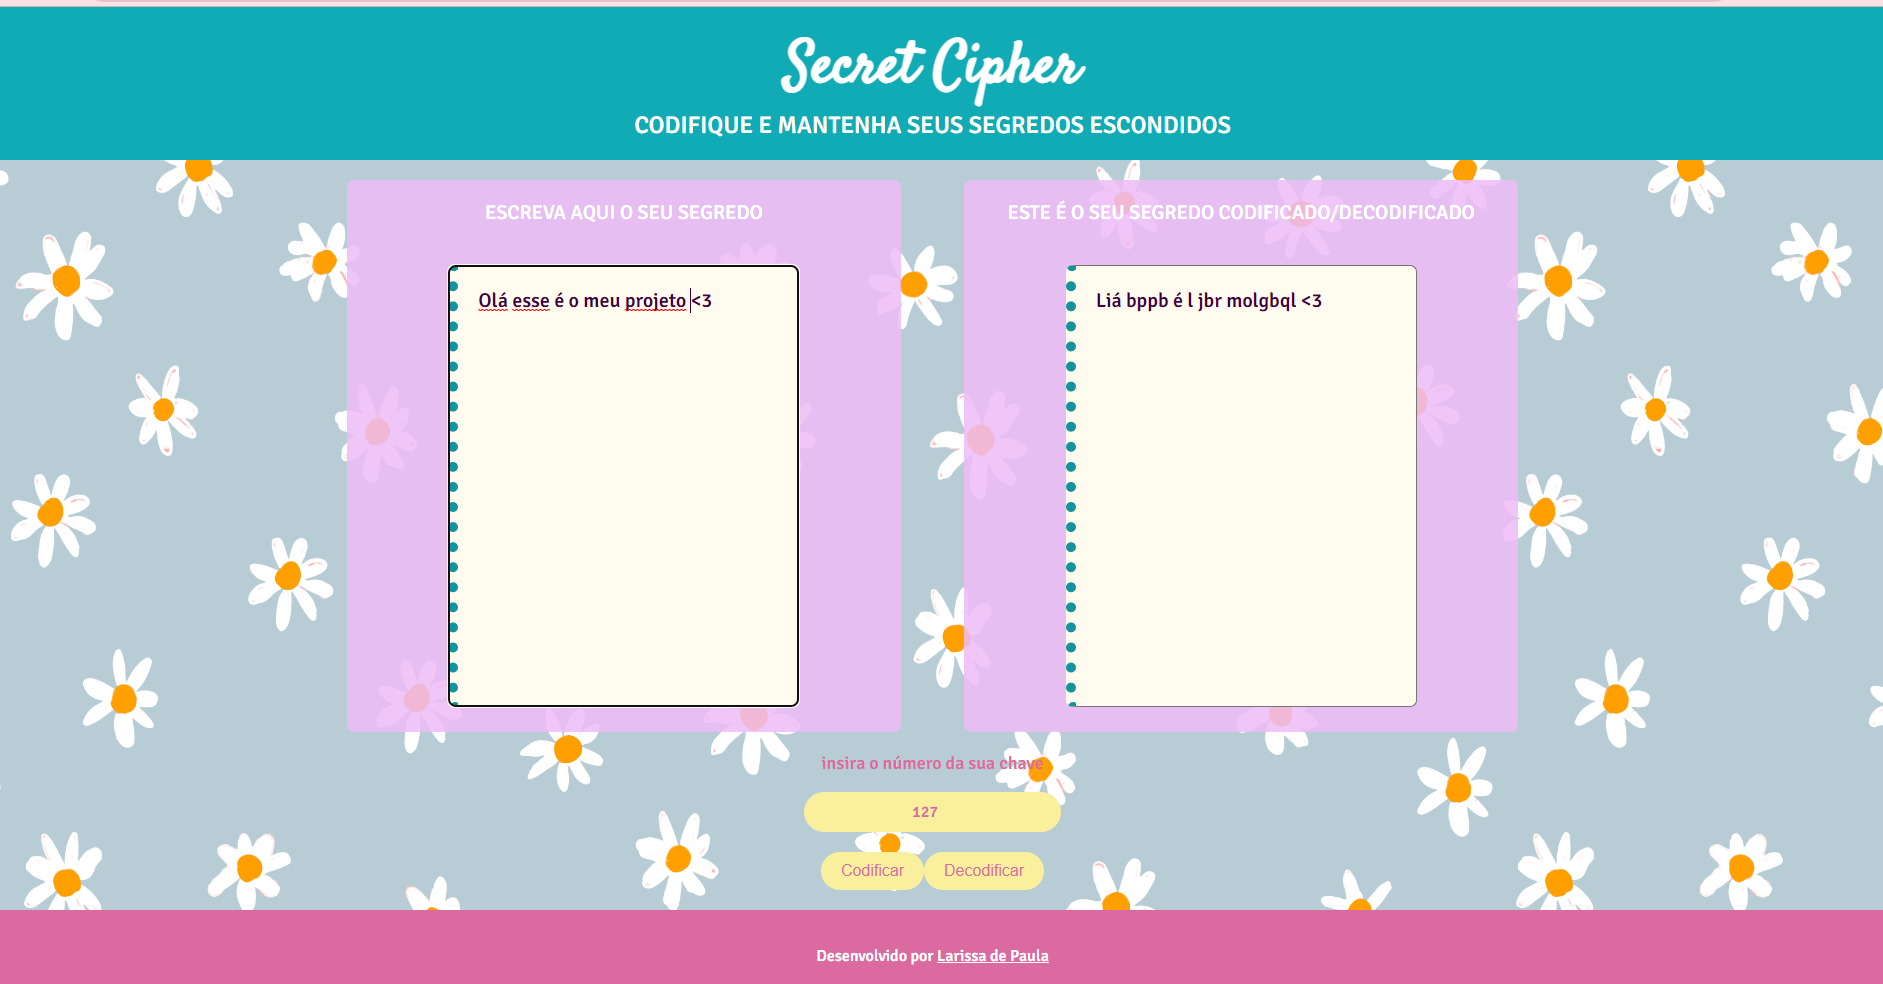 Secret Cipher
CODIFIQUE E MANTENHA SEUS SEGREDOS ESCONDIDOS
ESCREVA AQUI O SEU SEGREDO
Olá esse é o meu projeto <3
ESTE É O SEU SEGREDO CODIFICADO/DECODIFICADO
Liá bppb é l jbr molgbql <3
insira o número da sua chave
127
Codificar
Decodificar
Desenvolvido por Larissa de Paula